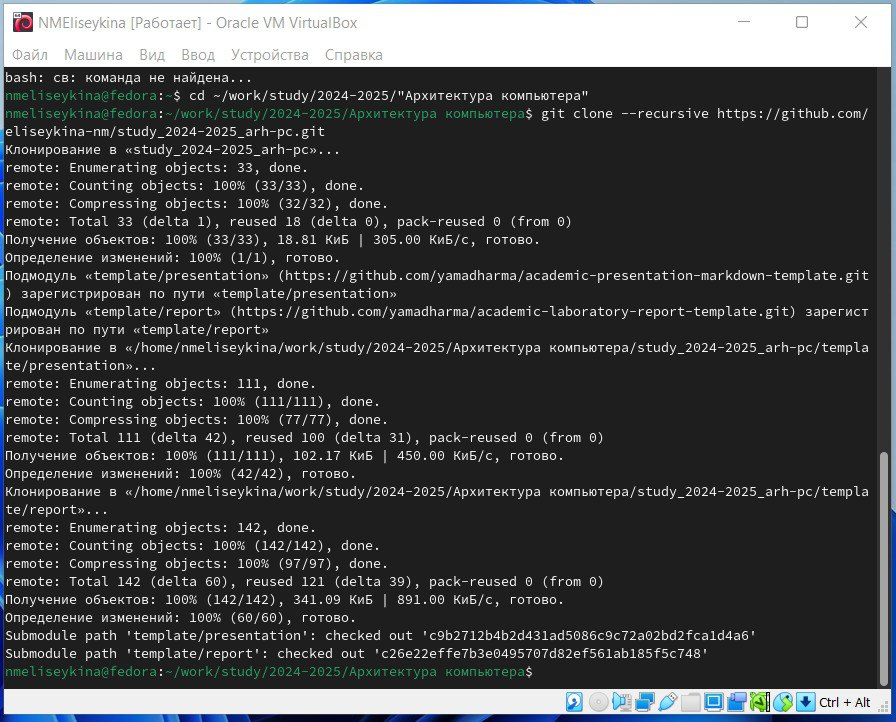 NMEliseykina [Работает] - Oracle VM VirtualBox
Файл Машина Вид Ввод Устройства Справка
bash: св: команда не найдена...
nmeliseykina@fedora:~$ cd ~/work/study/2024-2025/"Архитектура компьютера"
nmeliseykina@fedora:~/work/study/2024-2025/Архитектура компьютера$ git clone --recursive https://github.com/
eliseykina-nm/study_2024-2025_arh-pc.git
Клонирование в «study_2024-2025_arh-pc»...
remote: Enumerating objects: 33, done.
remote: Counting objects: 100% (33/33), done.
remote: Compressing objects: 100% (32/32), done.
remote: Total 33 (delta 1), reused 18 (delta 0), pack-reused 0 (from 0)
Получение объектов: 100% (33/33), 18.81 КиБ | 305.00 КиБ/с, готово.
Определение изменений: 100% (1/1), готово.
Подмодуль «template/presentation» (https://github.com/yamadharma/academic-presentation-markdown-template.git
) зарегистрирован по пути «template/presentation»
Подмодуль «template/report» (https://github.com/yamadharma/academic-laboratory-report-template.git) зарегист
рирован по пути «template/report»
Клонирование в «/home/nmeliseykina/work/study/2024-2025/Архитектура компьютера/study_2024-2025_arh-pc/templa
te/presentation»...
remote: Enumerating objects: 111, done.
remote: Counting objects: 100% (111/111), done.
remote: Compressing objects: 100% (77/77), done.
remote: Total 111 (delta 42), reused 100 (delta 31), pack-reused 0 (from 0)
Получение объектов: 100% (111/111), 102.17 КиБ | 450.00 КиБ/с, готово.
Определение изменений: 100% (42/42), готово.
Клонирование в «/home/nmeliseykina/work/study/2024-2025/Архитектура компьютера/study_2024-2025_arh-pc/templa
te/report»...
remote: Enumerating objects: 142, done.
remote: Counting objects: 100% (142/142), done.
remote: Compressing objects: 100% (97/97), done.
remote: Total 142 (delta 60), reused 121 (delta 39), pack-reused 0 (from 0)
Получение объектов: 100% (142/142), 341.09 КиБ | 891.00 КиБ/с, готово.
Определение изменений: 100% (60/60), готово.
Submodule path 'template/presentation': checked out 'c9b2712b4b2d431ad5086c9c72a02bd2fca1d4a6'
Submodule path 'template/report': checked out 'c26e22effe7b3e0495707d82ef561ab185f5c748'
nmeliseykina@fedora:~/work/study/2024-2025/Архитектура компьютера$
Ctrl + Alt